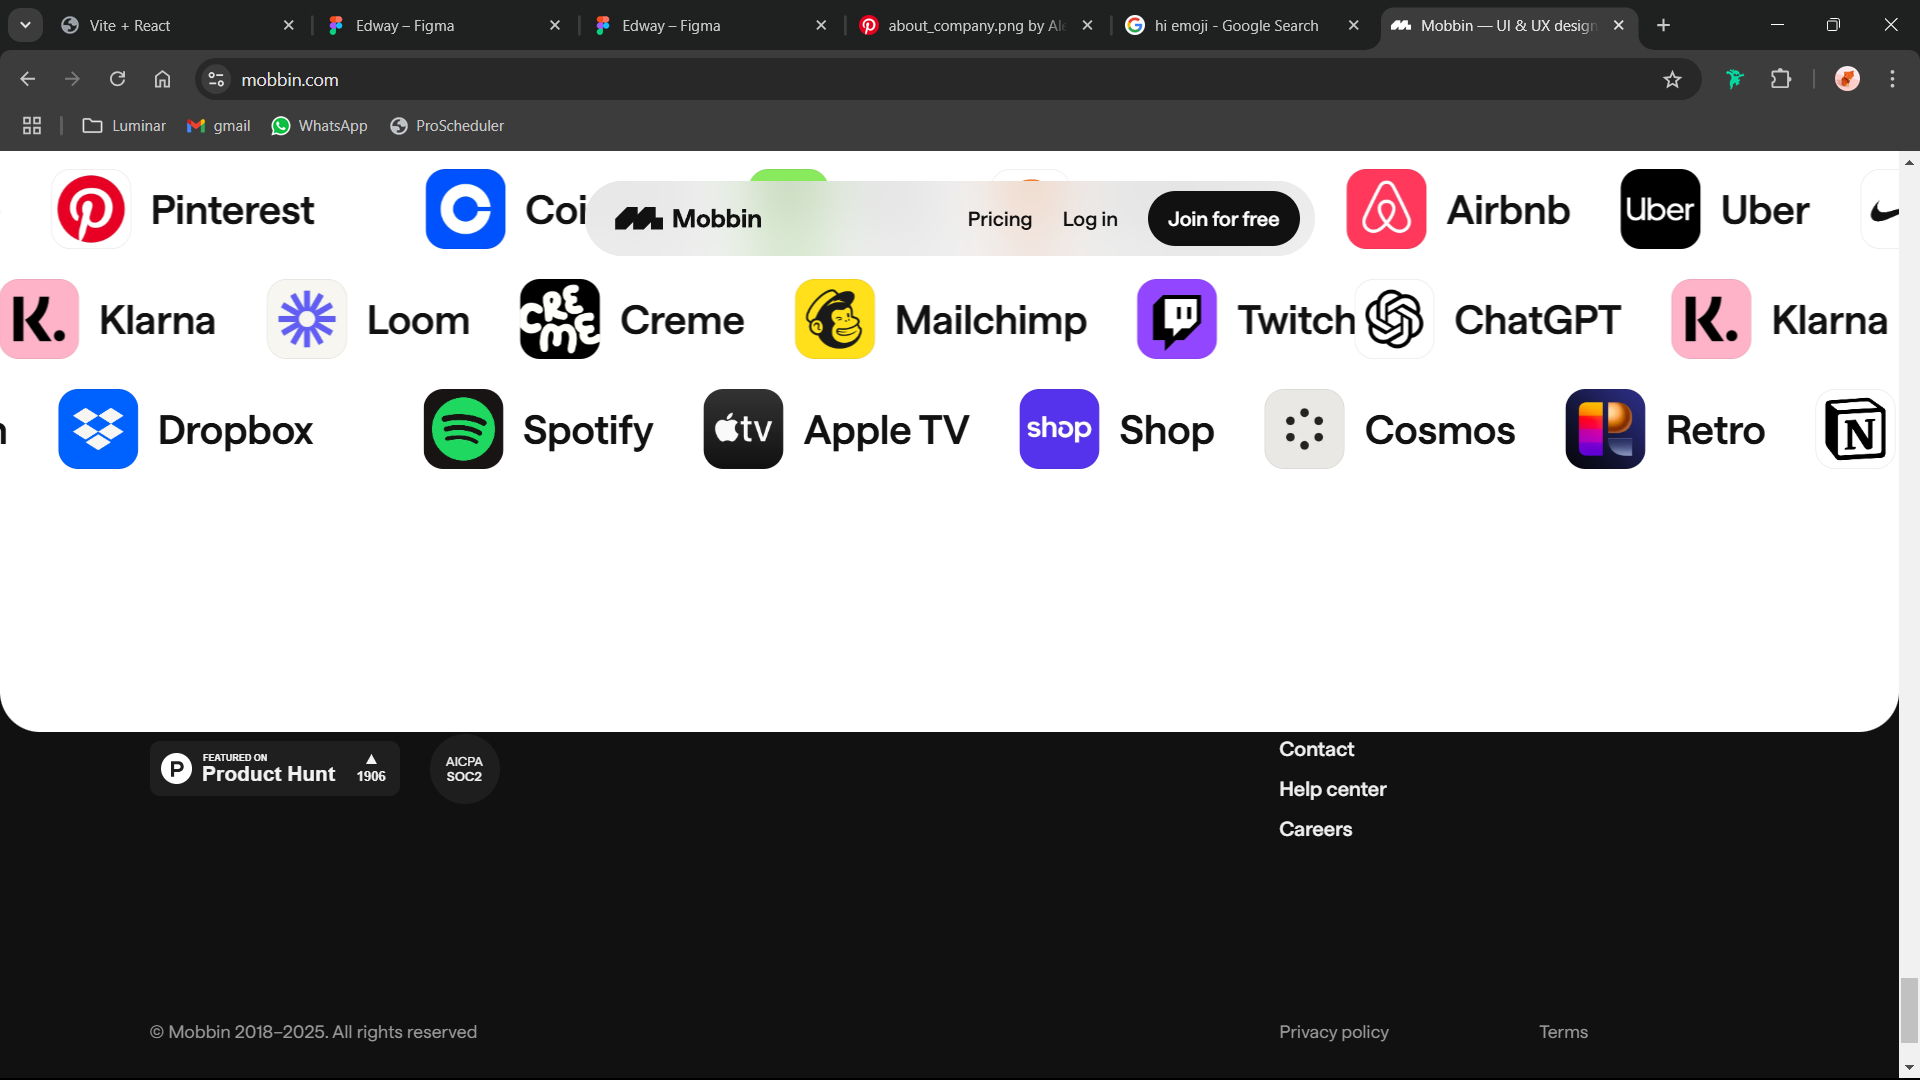 Vite + React
Edway – Figma
Edway – Figma
about_company.png by Ale
hi emoji - Google Search
Mobbin — UI & UX design
mobbin.com
Luminar
gmail
WhatsApp
ProScheduler
Pinterest
Coi
Mobbin
Pricing
Log in
Join for free
Airbnb
Uber
Uber
K.
Klarna
Loom
CREME
Creme
Mailchimp
Twitch
ChatGPT
K.
Klarna
Dropbox
Spotify
tv
Apple TV
shop
Shop
Cosmos
Retro
N
P
FEATURED ON
Product Hunt
1906
AICPA
SOC2
Contact
Help center
Careers
© Mobbin 2018–2025. All rights reserved
Privacy policy
Terms